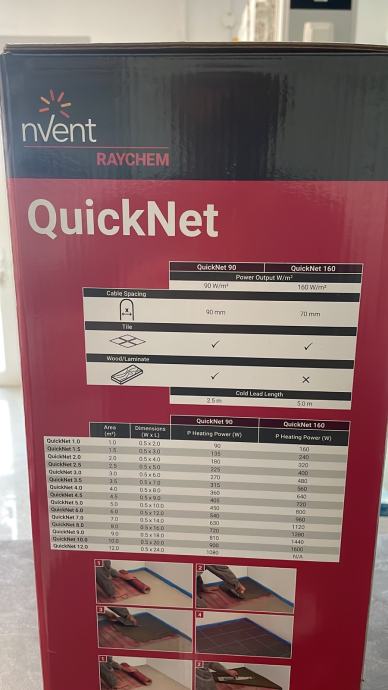 nVent
RAYCHEM
QuickNet
QuickNet 90 QuickNet 160
Power Output W/m²
90 W/m² 160 W/m²
Cable Spacing
x
90 mm 70 mm
Tile
✓ ✓
Wood/Laminate
✓ ✕
Cold Lead Length
2.5 m 5.0 m
QuickNet 90 QuickNet 160
Area (m²) Dimensions (W x L) P Heating Power (W) P Heating Power (W)
QuickNet 1.0 1.0 0.5 x 2.0 90 160
QuickNet 1.5 1.5 0.5 x 3.0 135 240
QuickNet 2.0 2.0 0.5 x 4.0 180 320
QuickNet 2.5 2.5 0.5 x 5.0 225 400
QuickNet 3.0 3.0 0.5 x 6.0 270 480
QuickNet 3.5 3.5 0.5 x 7.0 315 560
QuickNet 4.0 4.0 0.5 x 8.0 360 640
QuickNet 4.5 4.5 0.5 x 9.0 405 720
QuickNet 5.0 5.0 0.5 x 10.0 450 800
QuickNet 6.0 6.0 0.5 x 12.0 540 960
QuickNet 7.0 7.0 0.5 x 14.0 630 1120
QuickNet 8.0 8.0 0.5 x 16.0 720 1280
QuickNet 9.0 9.0 0.5 x 18.0 810 1440
QuickNet 10.0 10.0 0.5 x 20.0 900 1600
QuickNet 12.0 12.0 0.5 x 24.0 1080 N/A
1 2
3 4
1 2